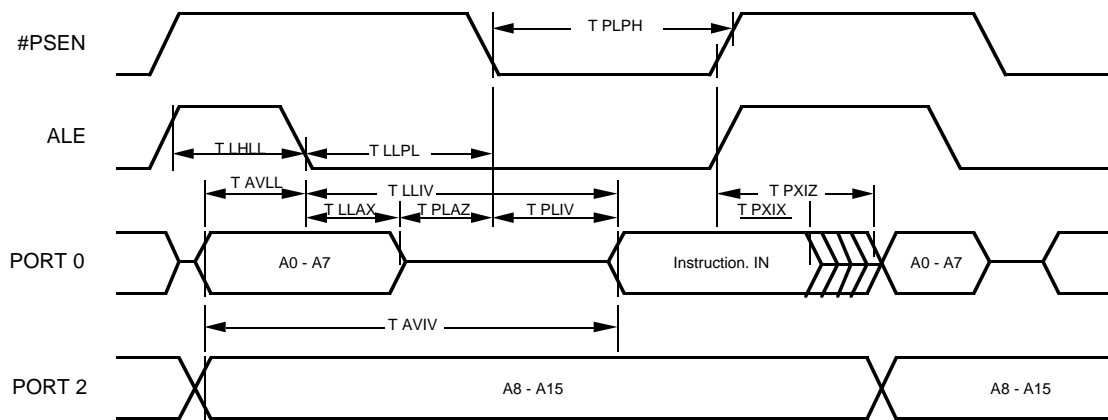 #PSEN
T PLPH
ALE
T LHLL
T LLPL
T AVLL
T LLIV
T PXIZ
T LLAX
T PLAZ
T PLIV
T PXIX
PORT 0
A0 - A7
Instruction. IN
A0 - A7
T AVIV
PORT 2
A8 - A15
A8 - A15